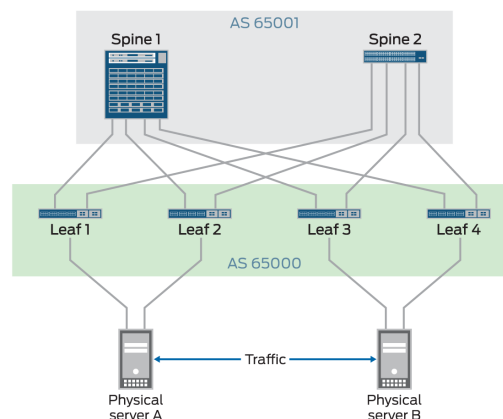 AS 65001
Spine 1
Spine 2
Leaf 1
Leaf 2
Leaf 3
Leaf 4
AS 65000
Traffic
Physical
server A
Physical
server B